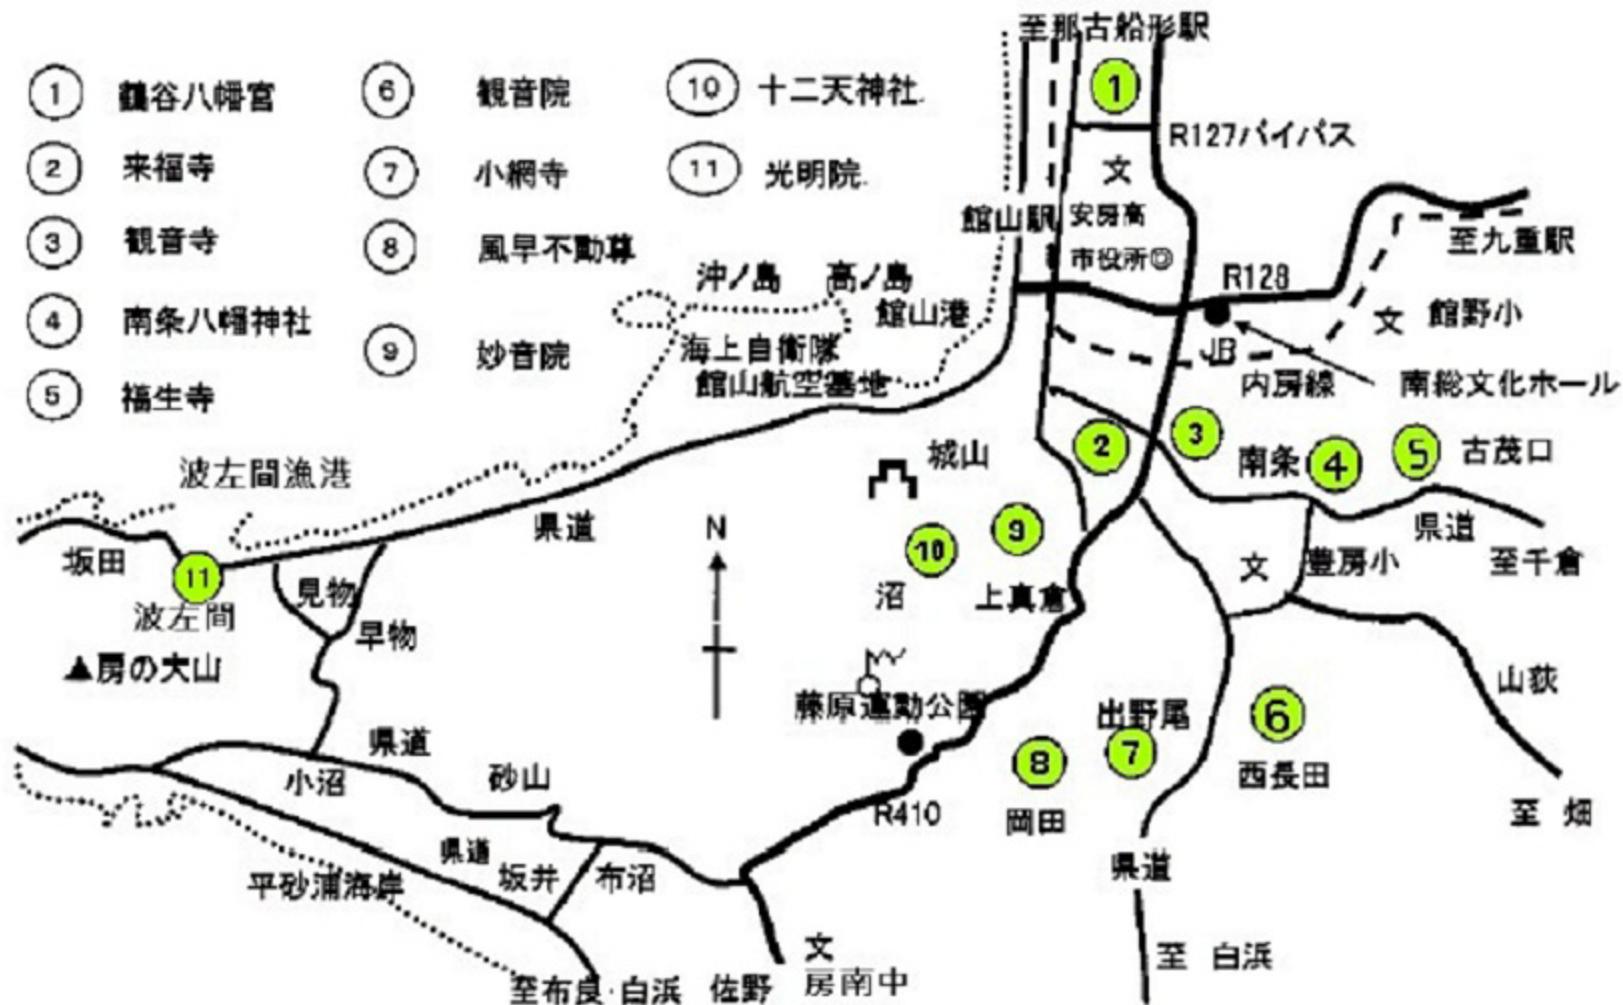 ① 鶴谷八幡宮
② 来福寺
③ 観音寺
④ 南条八幡神社
⑤ 福生寺
⑥ 観音院
⑦ 小網寺
⑧ 風早不動尊
⑨ 妙音院
⑩ 十二天神社.
⑪ 光明院.
至那古船形駅
1
R127バイパス
文
安房高
館山駅
市役所◎
至九重駅
R128
文 館野小
沖ノ島
高ノ島
館山港
海上自衛隊
館山航空基地
JR
内房線
南総文化ホール
2
3
南条
4
5
古茂口
城山
波左間漁港
県道
N
10
9
沼
上真倉
文
豊房小
県道
至千倉
坂田
11
波左間
見物
早物
▲房の大山
藤原運動公園
山荻
出野尾
6
西長田
8
7
岡田
至 畑
県道
小沼
砂山
R410
県道
坂井
布沼
平砂浦海岸
県道
至 白浜
文
房南中
至布良・白浜
佐野